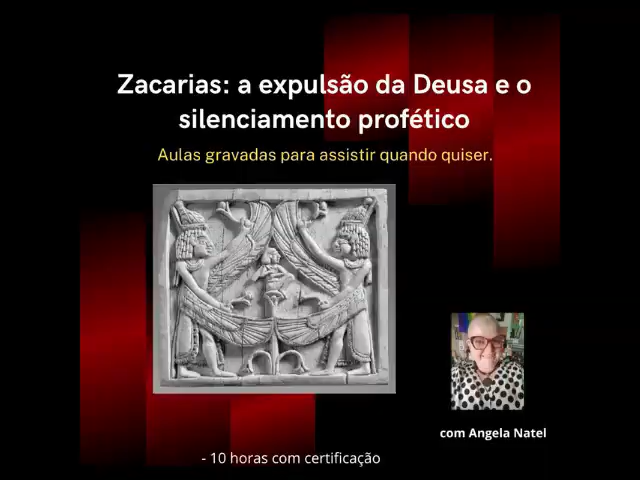 Zacarias: a expulsão da Deusa e o
silenciamento profético
Aulas gravadas para assistir quando quiser.
com Angela Natel
- 10 horas com certificação